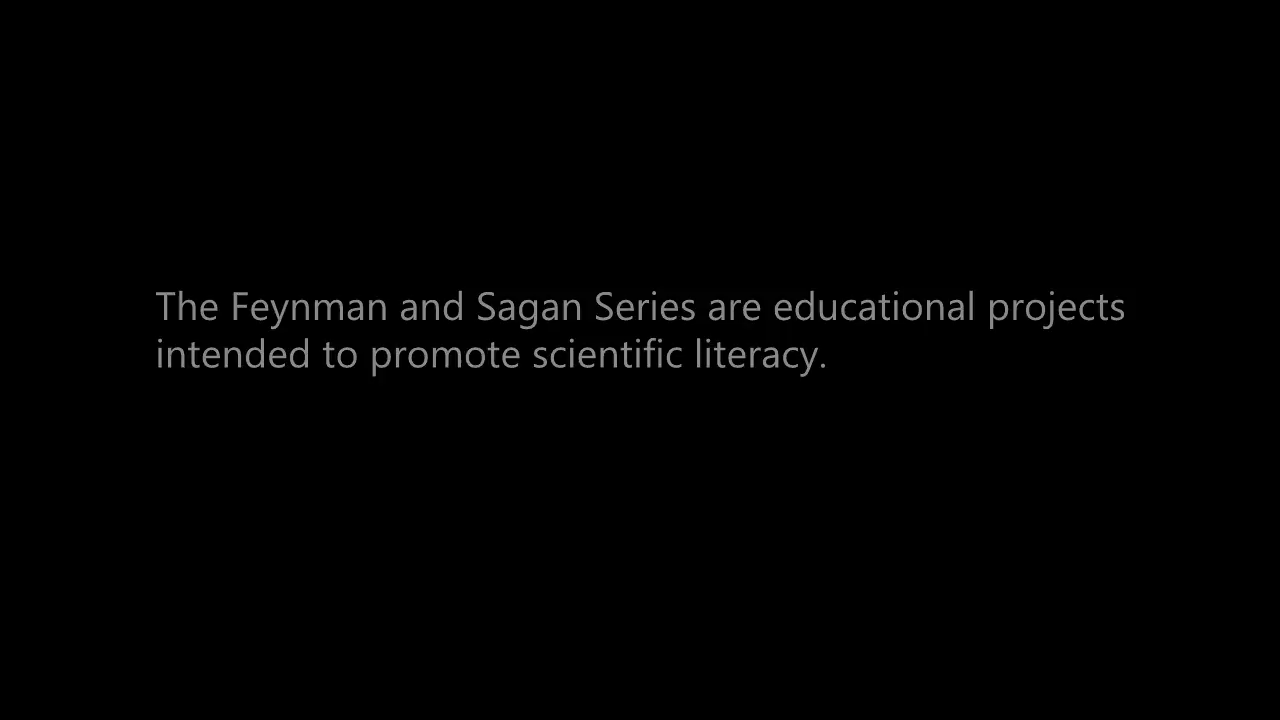 The Feynman and Sagan Series are educational projects
intended to promote scientific literacy.